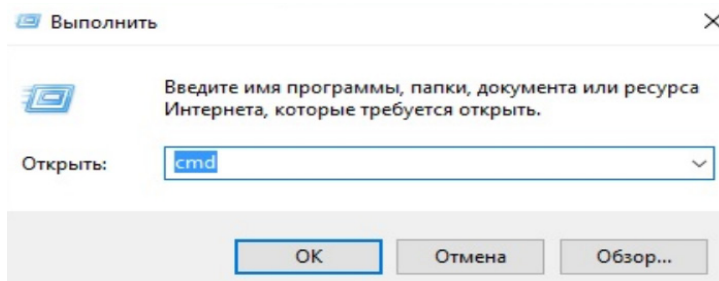 Выполнить
Введите имя программы, папки, документа или ресурса
Интернета, которые требуется открыть.
Открыть:
cmd
OK
Отмена
Обзор...